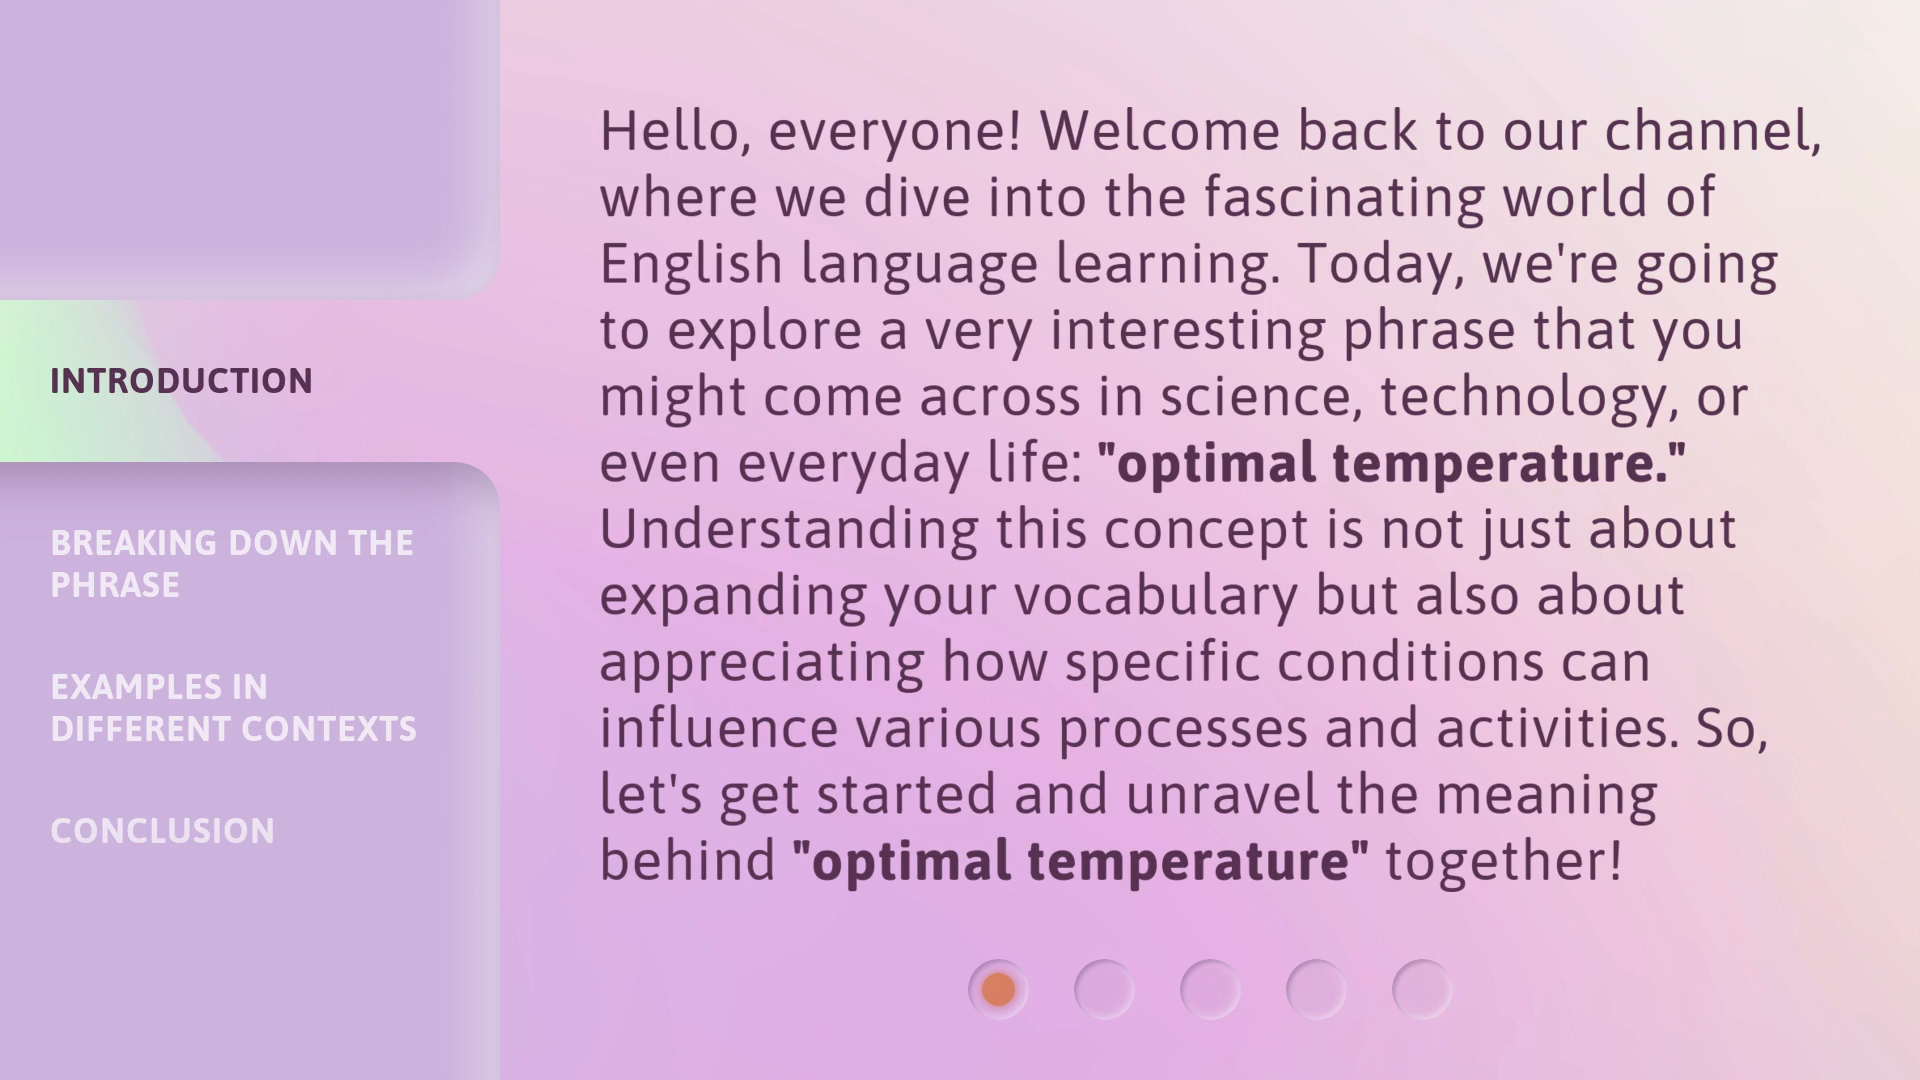 INTRODUCTION
BREAKING DOWN THE
PHRASE
EXAMPLES IN
DIFFERENT CONTEXTS
CONCLUSION
Hello, everyone! Welcome back to our channel,
where we dive into the fascinating world of
English language learning. Today, we're going
to explore a very interesting phrase that you
might come across in science, technology, or
even everyday life: "optimal temperature."
Understanding this concept is not just about
expanding your vocabulary but also about
appreciating how specific conditions can
influence various processes and activities. So,
let's get started and unravel the meaning
behind "optimal temperature" together!